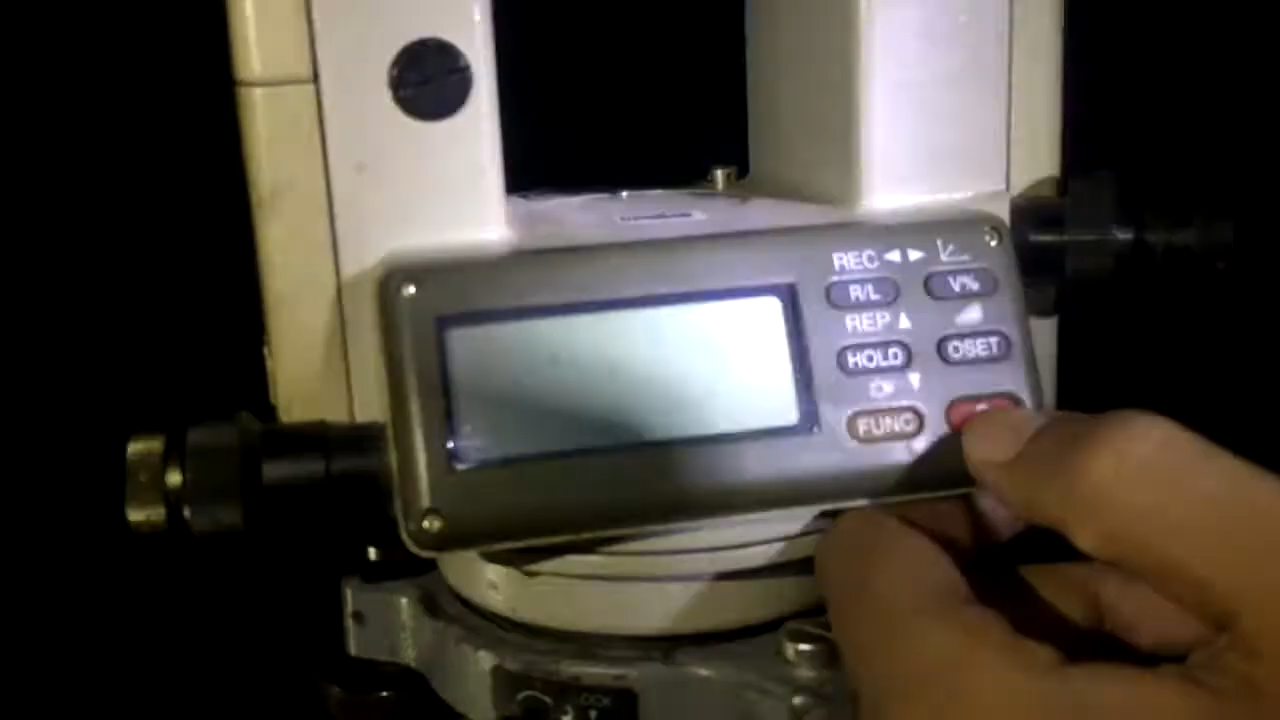 REC ◀ ▶
R/L V%
REP ▲
HOLD OSET
▼
FUNC